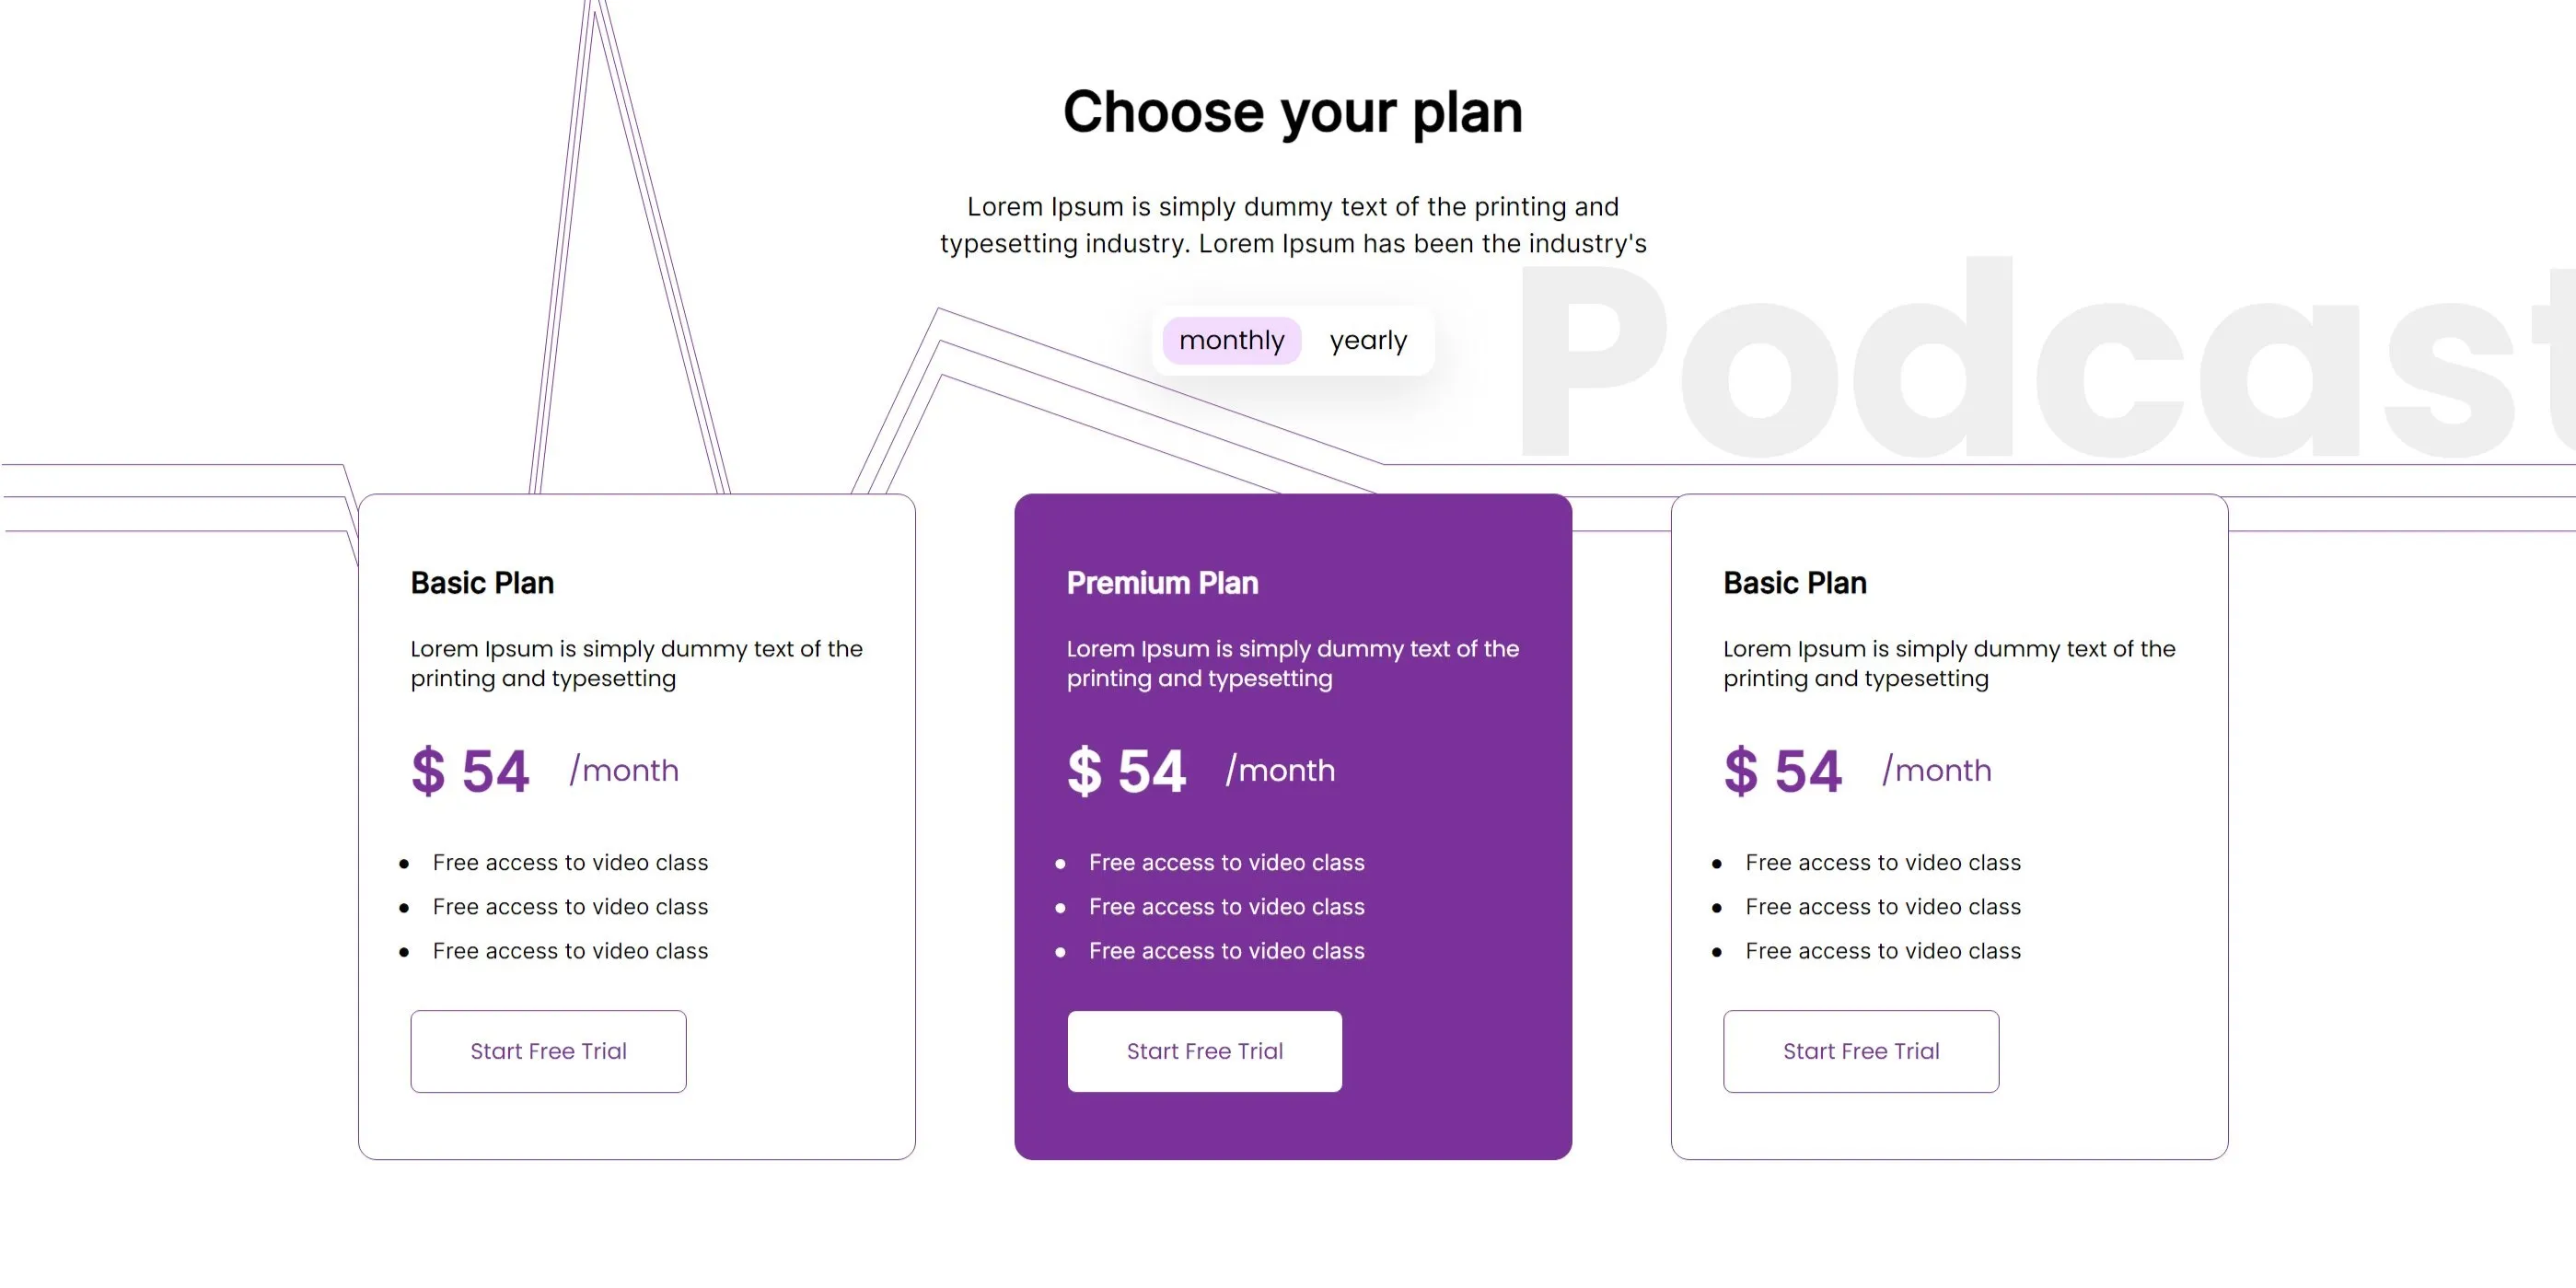 Choose your plan
Lorem Ipsum is simply dummy text of the printing and
typesetting industry. Lorem Ipsum has been the industry's
monthly yearly
Podcast
Basic Plan
Lorem Ipsum is simply dummy text of the
printing and typesetting
$ 54 /month
Free access to video class
Free access to video class
Free access to video class
Start Free Trial
Premium Plan
Lorem Ipsum is simply dummy text of the
printing and typesetting
$ 54 /month
Free access to video class
Free access to video class
Free access to video class
Start Free Trial
Basic Plan
Lorem Ipsum is simply dummy text of the
printing and typesetting
$ 54 /month
Free access to video class
Free access to video class
Free access to video class
Start Free Trial